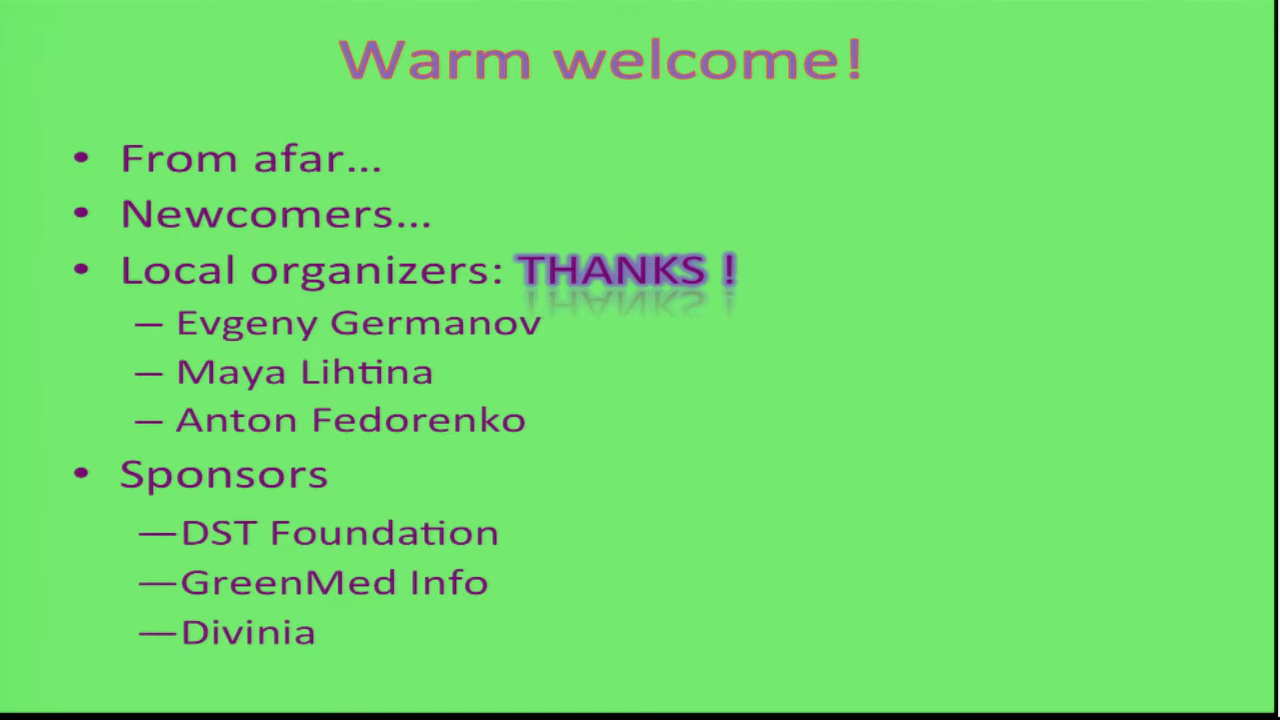 Warm welcome!
• From afar...
• Newcomers...
• Local organizers: THANKS !
– Evgeny Germanov
– Maya Lihtina
– Anton Fedorenko
• Sponsors
—DST Foundation
—GreenMed Info
—Divinia